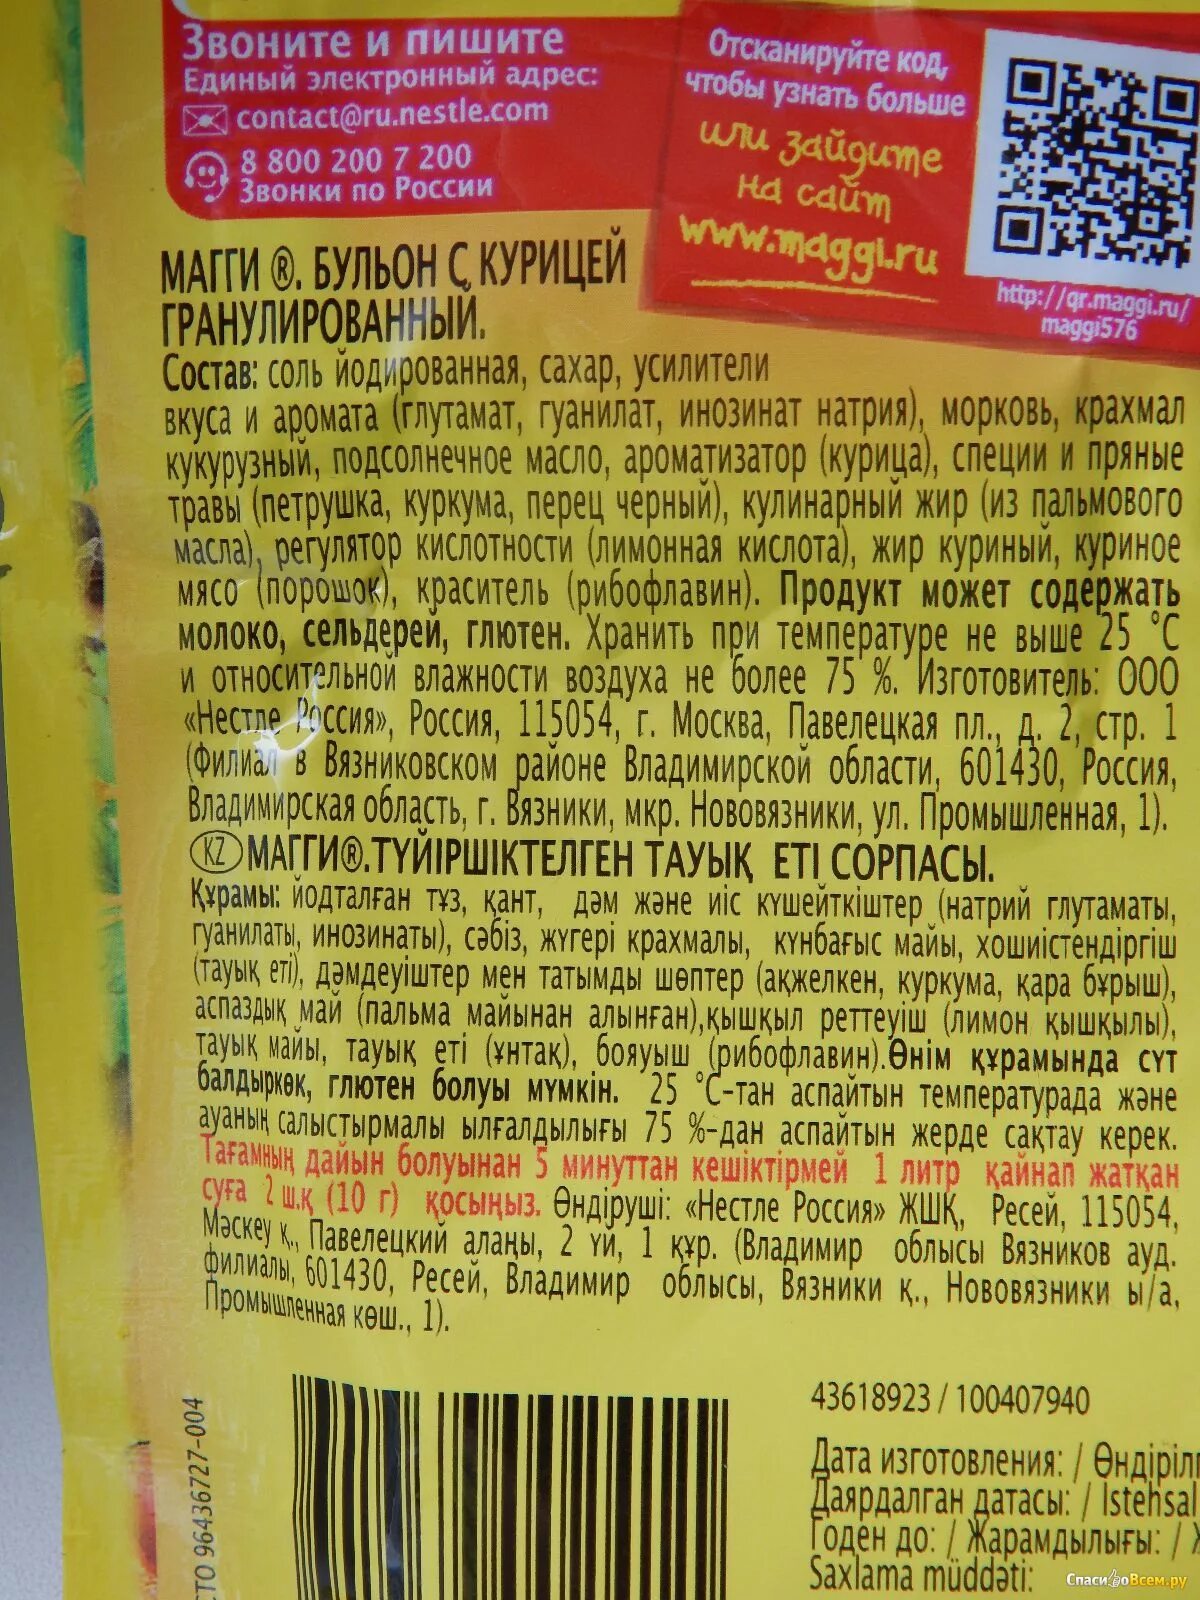 Звоните и пишите
Единый электронный адрес:
contact@ru.nestle.com
8 800 200 7 200
Звонки по России
Отсканируйте код,
чтобы узнать больше
или зайдите
на сайт
www.maggi.ru
http://qr.maggi.ru/
maggi576
МАГГИ ®. БУЛЬОН С КУРИЦЕЙ
ГРАНУЛИРОВАННЫЙ.
Состав: соль йодированная, сахар, усилители
вкуса и аромата (глутамат, гуанилат, инозинат натрия), морковь, крахмал
кукурузный, подсолнечное масло, ароматизатор (курица), специи и пряные
травы (петрушка, куркума, перец черный), кулинарный жир (из пальмового
масла), регулятор кислотности (лимонная кислота), жир куриный, куриное
мясо (порошок), краситель (рибофлавин). Продукт может содержать
молоко, сельдерей, глютен. Хранить при температуре не выше 25 °С
и относительной влажности воздуха не более 75 %. Изготовитель: ООО
«Нестле Россия», Россия, 115054, г. Москва, Павелецкая пл., д. 2, стр. 1
(Филиал в Вязниковском районе Владимирской области, 601430, Россия,
Владимирская область, г. Вязники, мкр. Нововязники, ул. Промышленная, 1).
KZ МАГГИ®.ТҮЙІРШІКТЕЛГЕН ТАУЫҚ ЕТІ СОРПАСЫ.
Құрамы: йодталған тұз, қант, дәм және иіс күшейткіштер (натрий глутаматы,
гуанилаты, инозинаты), сәбіз, жүгері крахмалы, күнбағыс майы, хошиістендіргіш
(тауық еті), дәмдеуіштер мен татымды шөптер (ақжелкен, куркума, қара бұрыш),
аспаздық май (пальма майынан алынған),қышқыл реттеуіш (лимон қышқылы),
тауық майы, тауық еті (ұнтақ), бояуыш (рибофлавин).Өнім құрамында сүт
балдыркөк, глютен болуы мүмкін. 25 °С-тан аспайтын температурада және
ауаның салыстырмалы ылғалдылығы 75 %-дан аспайтын жерде сақтау керек.
Тағамның дайын болуынан 5 минуттан кешіктірмей 1 литр қайнап жатқан
суға 2 ш.қ (10 г) қосыңыз. Өндіруші: «Нестле Россия» ЖШҚ, Ресей, 115054,
Мәскеу қ., Павелецкий алаңы, 2 үй, 1 құр. (Владимир облысы Вязников ауд.
филиалы, 601430, Ресей, Владимир облысы, Вязники қ., Нововязники ы/а,
Промышленная көш., 1).
43618923 / 100407940
Дата изготовления: / Өндіріл
Даярдалган датасы: / Istehsal
Годен до: / Жарамдылығы: /
Saxlama müddəti:
СТО 96436727-004
СпасибоВсем.ру